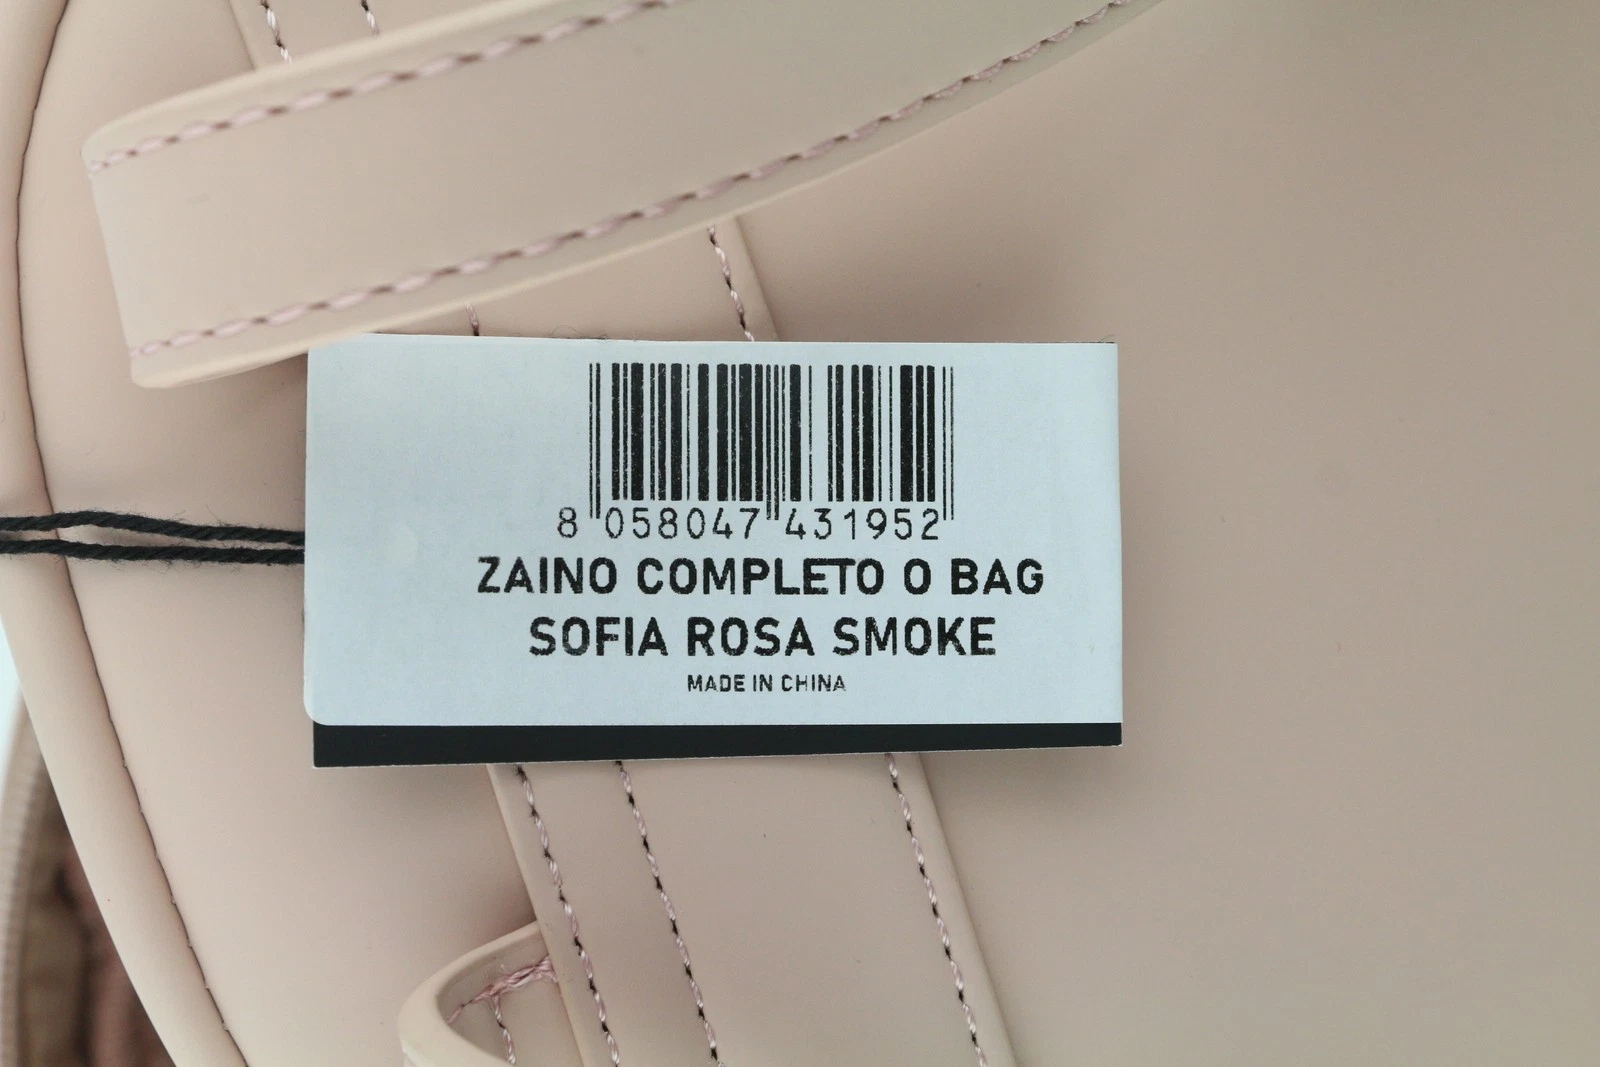 8 058047 431952
ZAINO COMPLETO O BAG
SOFIA ROSA SMOKE
MADE IN CHINA